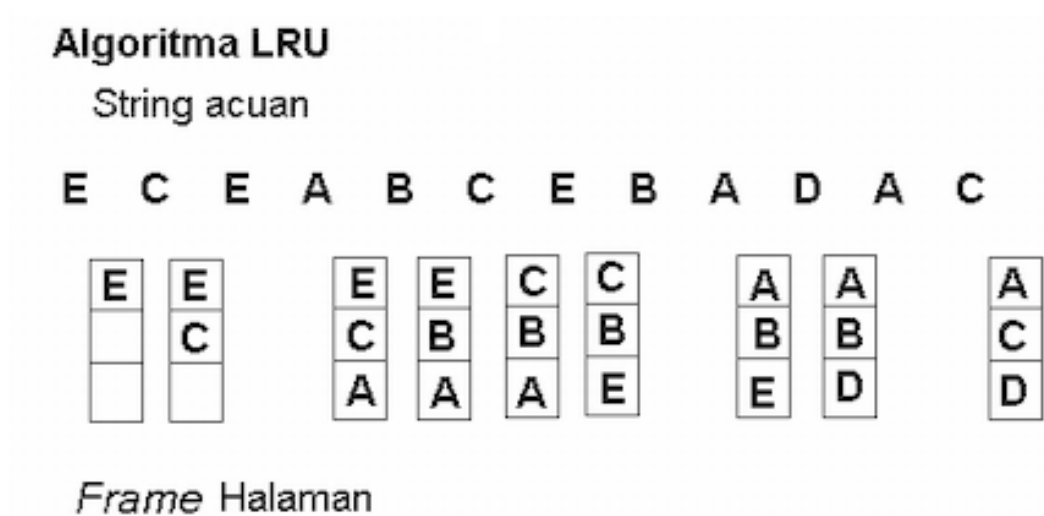 Algoritma LRU
String acuan
E C E A B C E B A D A C
E E E E C C A A A
C C B B B B B C
A A A E E D D
Frame Halaman